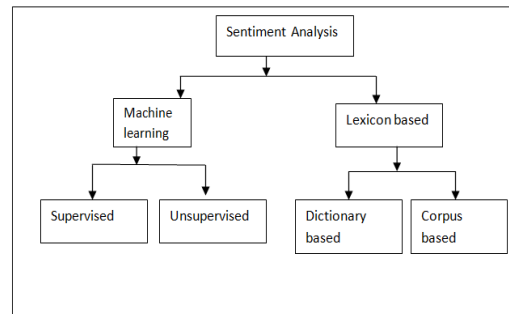 Sentiment Analysis
Machine
learning
Lexicon based
Supervised
Unsupervised
Dictionary
based
Corpus
based